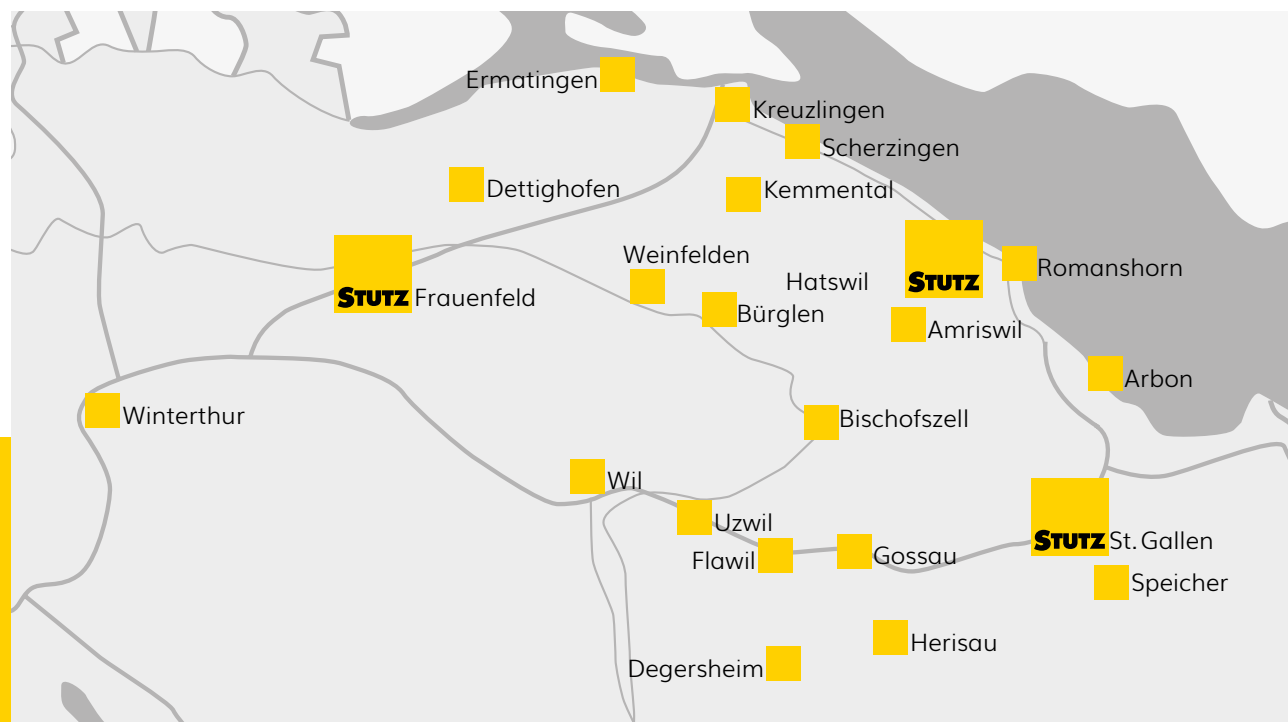 Ermatingen
Kreuzlingen
Scherzingen
Dettighofen
Kemmental
Weinfelden
Hatswil
STUTZ
Romanshorn
STUTZ Frauenfeld
Bürglen
Amriswil
Arbon
Winterthur
Bischofszell
Wil
Uzwil
STUTZ St. Gallen
Flawil
Gossau
Speicher
Herisau
Degersheim